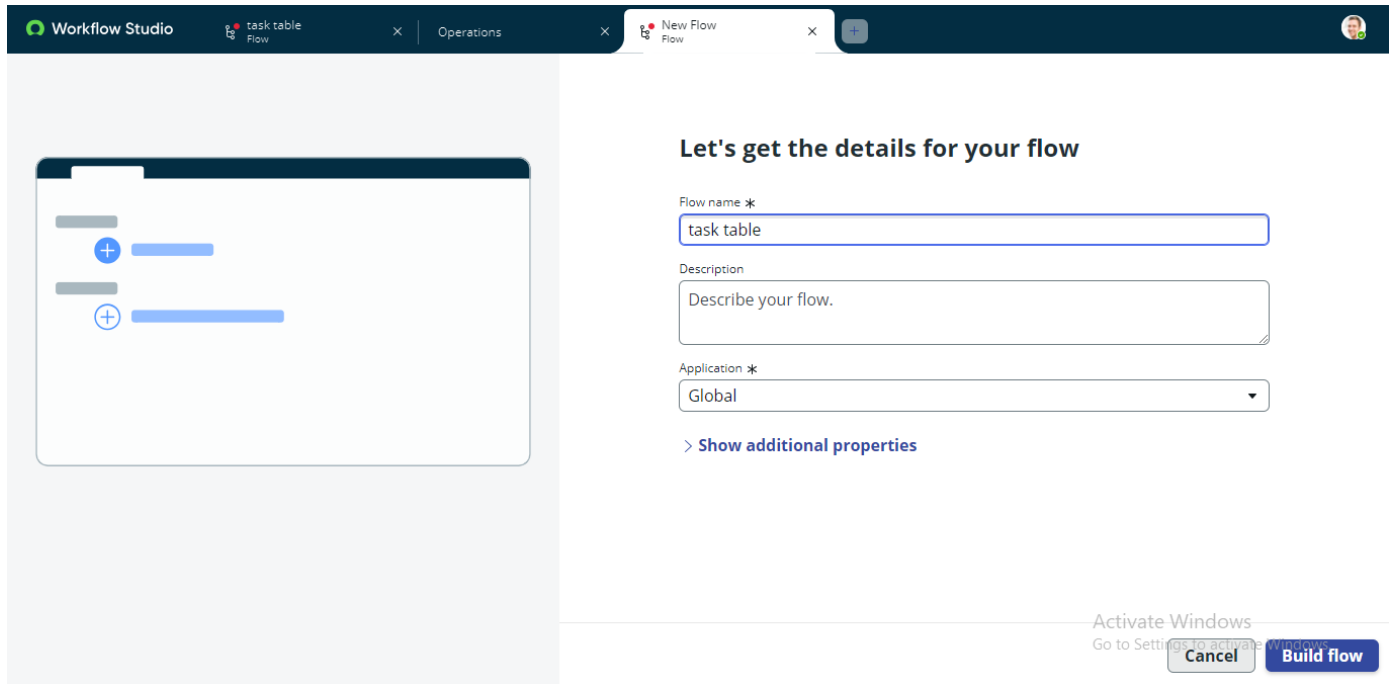 Workflow Studio
task table
Flow
Operations
New Flow
Flow
Let's get the details for your flow
Flow name *
task table
Description
Describe your flow.
Application *
Global
Show additional properties
Activate Windows
Go to Settings to activate Windows.
Cancel
Build flow